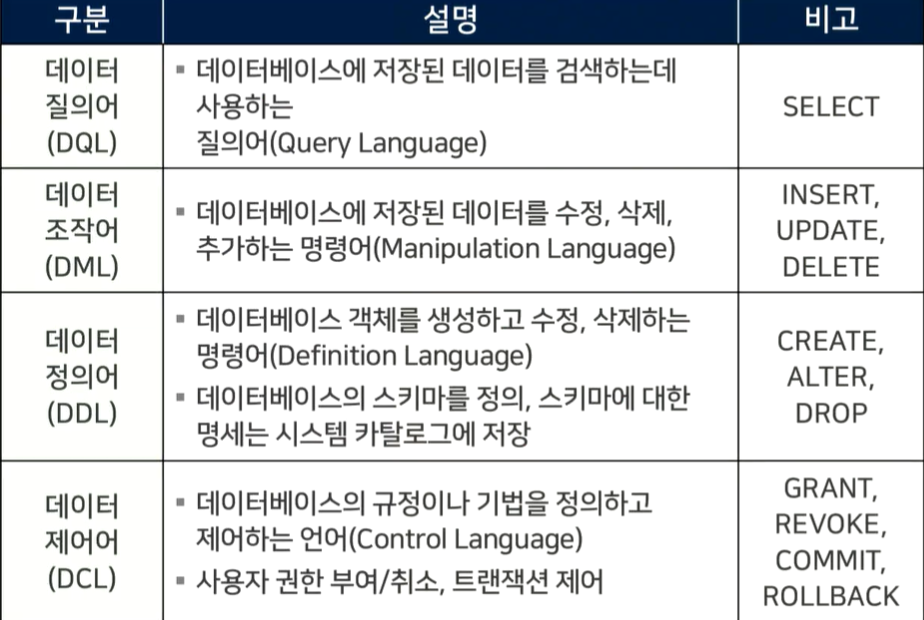 구분 설명 비고
데이터
질의어
(DQL)
▪ 데이터베이스에 저장된 데이터를 검색하는데
사용하는
질의어(Query Language)
SELECT
데이터
조작어
(DML)
▪ 데이터베이스에 저장된 데이터를 수정, 삭제,
추가하는 명령어(Manipulation Language)
INSERT,
UPDATE,
DELETE
데이터
정의어
(DDL)
▪ 데이터베이스 객체를 생성하고 수정, 삭제하는
명령어(Definition Language)
▪ 데이터베이스의 스키마를 정의, 스키마에 대한
명세는 시스템 카탈로그에 저장
CREATE,
ALTER,
DROP
데이터
제어어
(DCL)
▪ 데이터베이스의 규정이나 기법을 정의하고
제어하는 언어(Control Language)
▪ 사용자 권한 부여/취소, 트랜잭션 제어
GRANT,
REVOKE,
COMMIT,
ROLLBACK